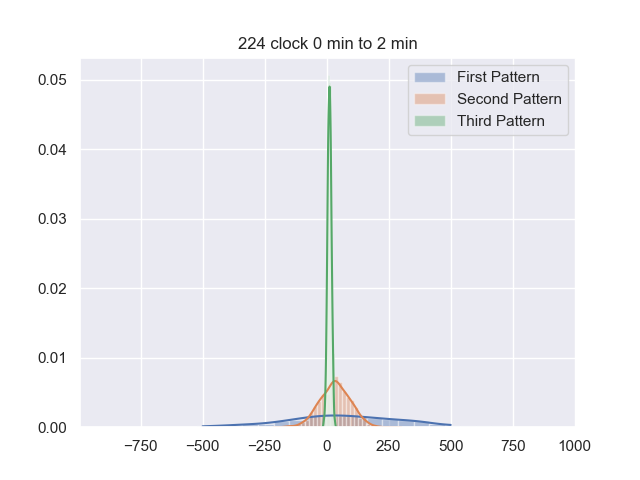 224 clock 0 min to 2 min
First Pattern
Second Pattern
Third Pattern
0.05
0.04
0.03
0.02
0.01
0.00
−750 −500 −250 0 250 500 750 1000